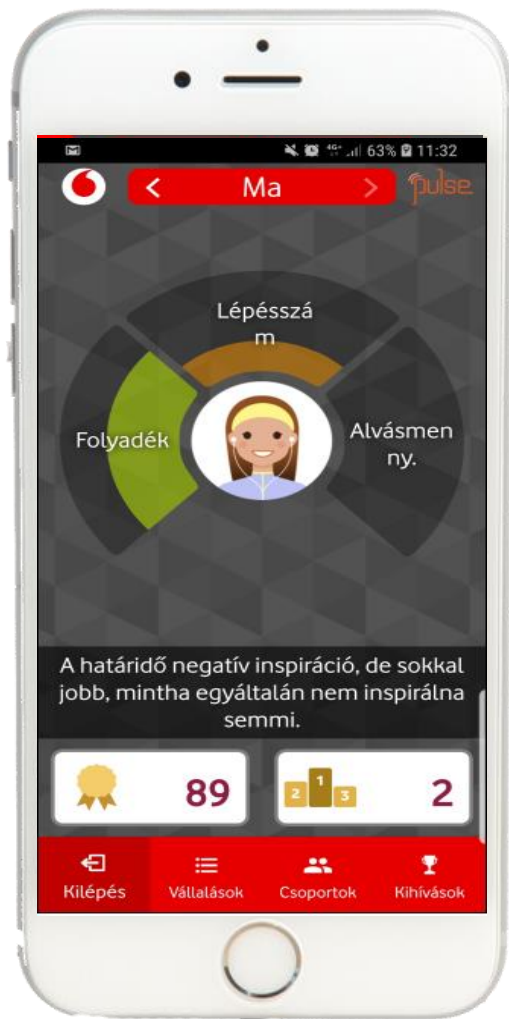 4G+ 63% 11:32
< Ma > pulse
Lépésszá
m
Folyadék
Alvásmen
ny.
A határidő negatív inspiráció, de sokkal
jobb, mintha egyáltalán nem inspirálna
semmi.
89
2 1 3
2
Kilépés Vállalások Csoportok Kihívások